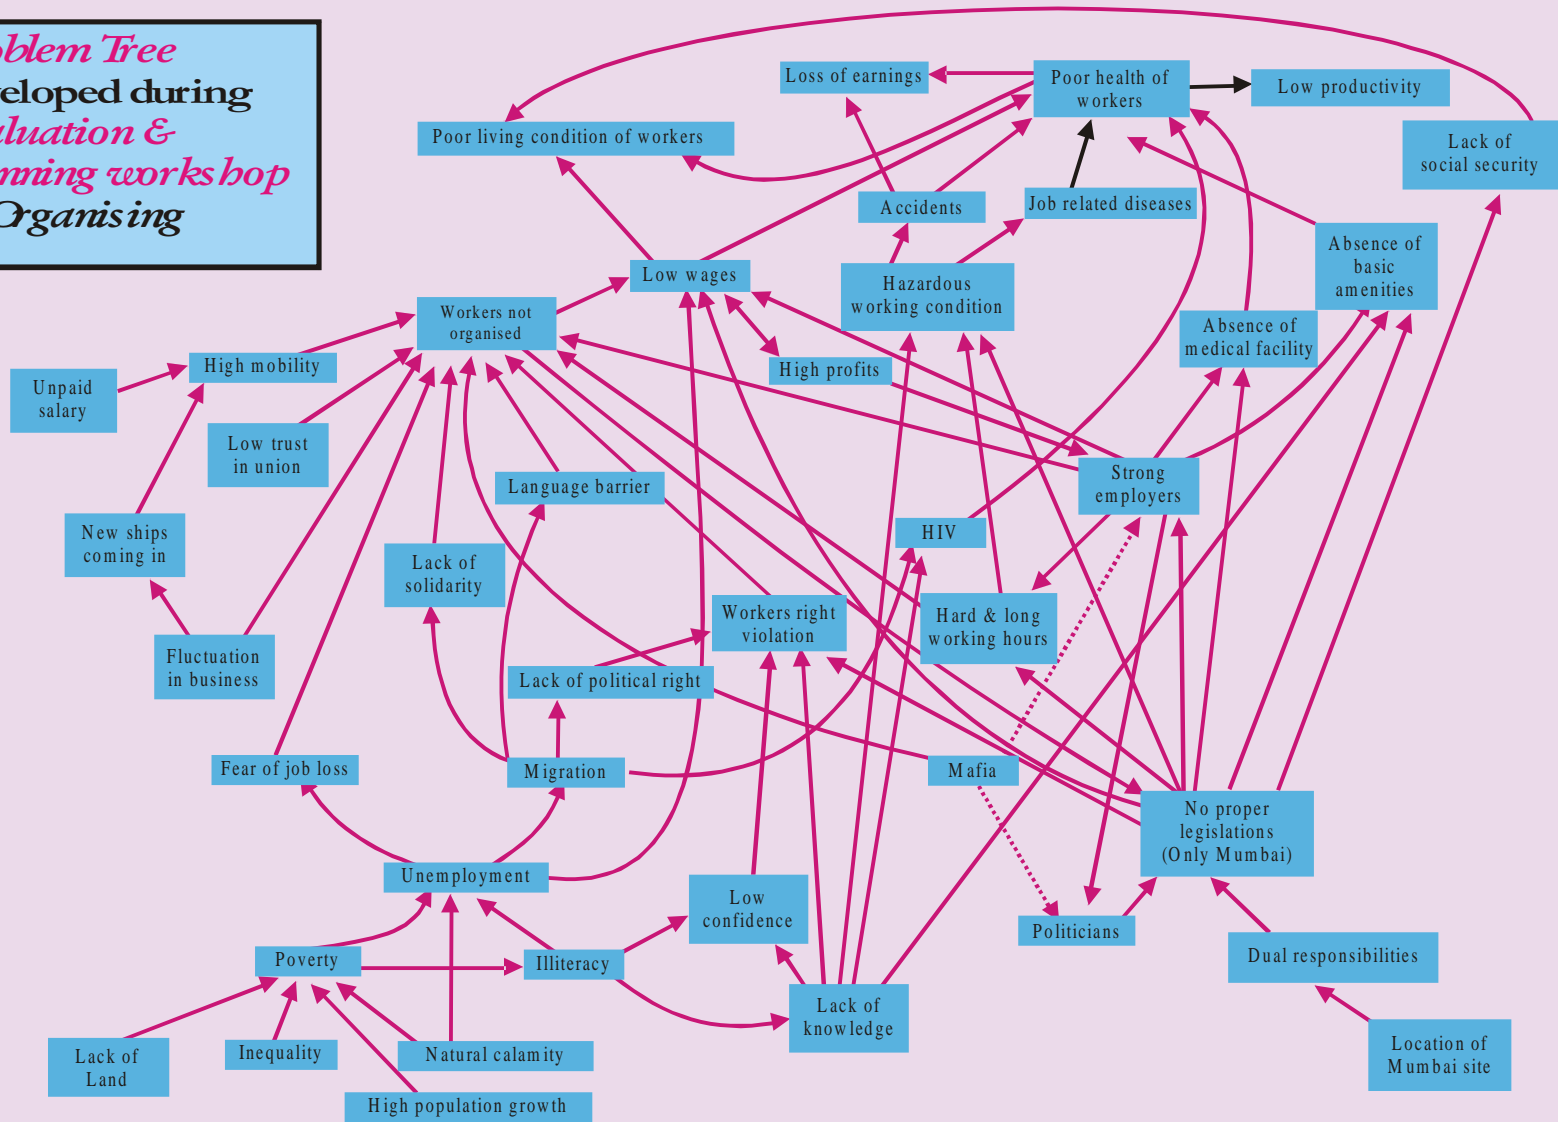 oblem Tree
eloped during
luation &
nning workshop
Organising
Loss of earnings
Poor health of
workers
Low productivity
Poor living condition of workers
Lack of
social security
Accidents
Job related diseases
Absence of
basic
amenities
Low wages
Hazardous
working condition
Workers not
organised
Absence of
medical facility
High mobility
High profits
Unpaid
salary
Low trust
in union
Language barrier
Strong
employers
New ships
coming in
HIV
Lack of
solidarity
Workers right
violation
Hard & long
working hours
Fluctuation
in business
Lack of political right
Fear of job loss
Migration
Mafia
No proper
legislations
(Only Mumbai)
Unemployment
Low
confidence
Politicians
Poverty
Illiteracy
Dual responsibilities
Lack of
knowledge
Lack of
Land
Inequality
Natural calamity
Location of
Mumbai site
High population growth